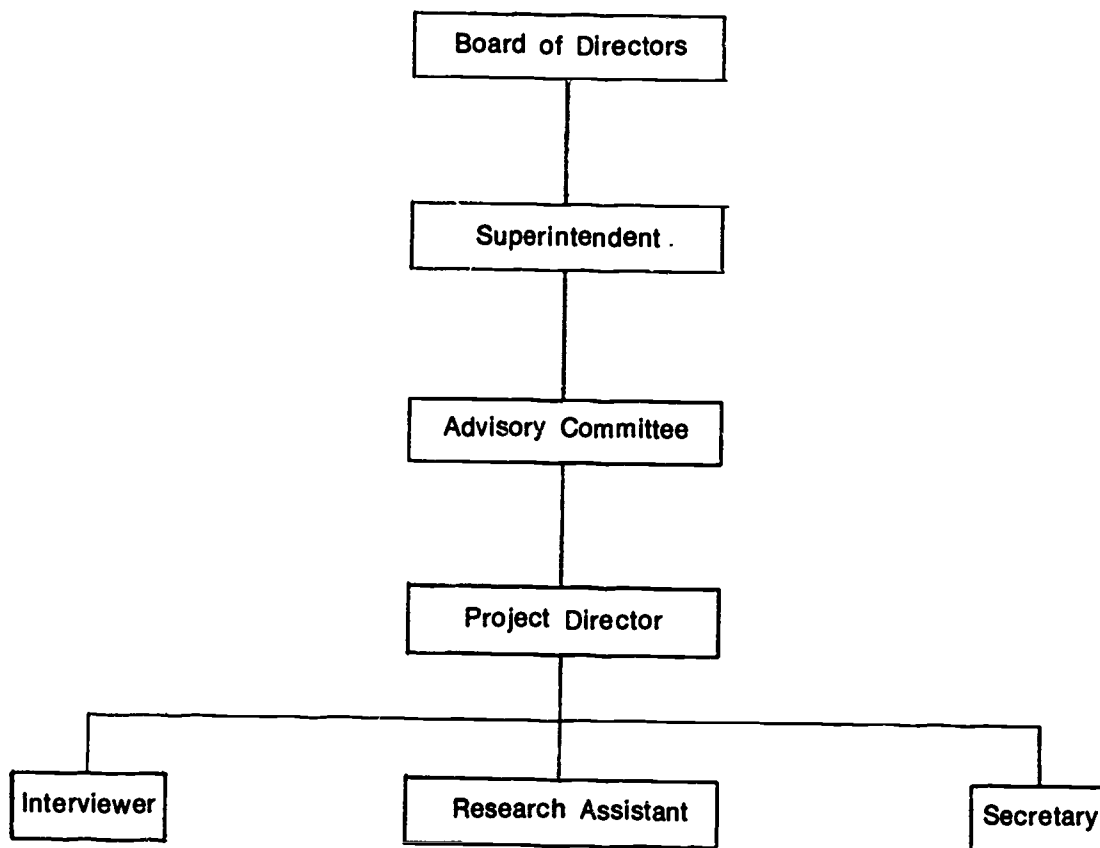 Board of Directors
Superintendent .
Advisory Committee
Project Director
Interviewer
Research Assistant
Secretary